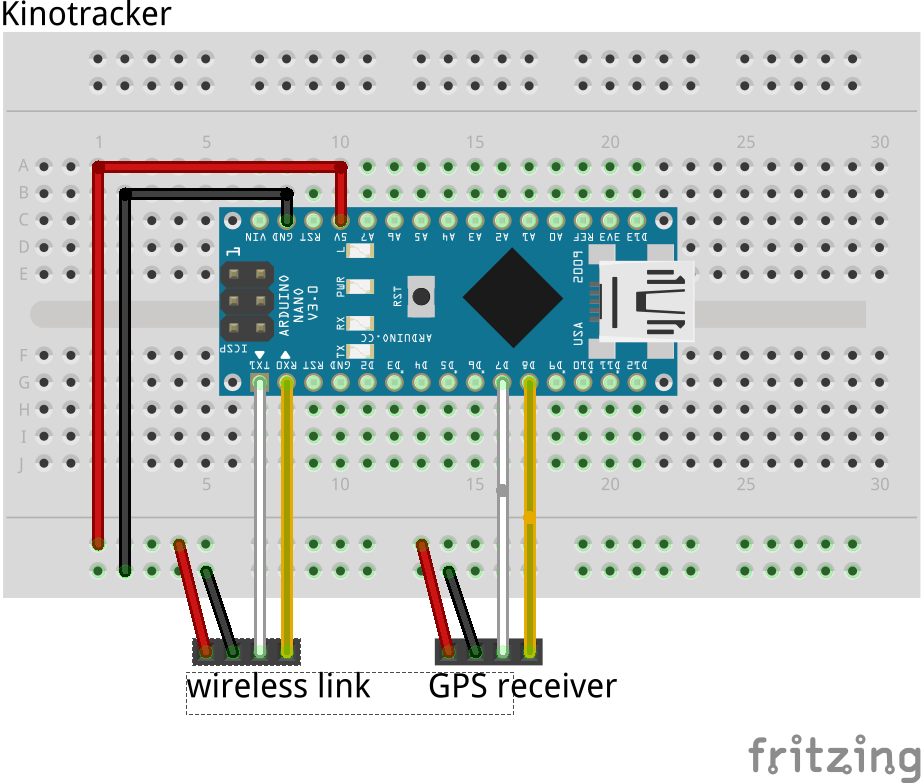 Kinotracker
1 5 10 15 20 25 30
A
B
VIN GND RST 5V A7 A6 A5 A4 A3 A2 A1 A0 REF 3V3 D13
C
D
E
1
L
PWR
RX
TX
ARDUINO
NANO
V3.0
ICSP
RST
ARDUINO.CC
USA
TX1 RX0 RST GND D2 D3 D4 D5 D6 D7 D8 D9 D10 D11 D12
F
G
H
I
J
5 10 15 20 25 30
wireless link GPS receiver
fritzing